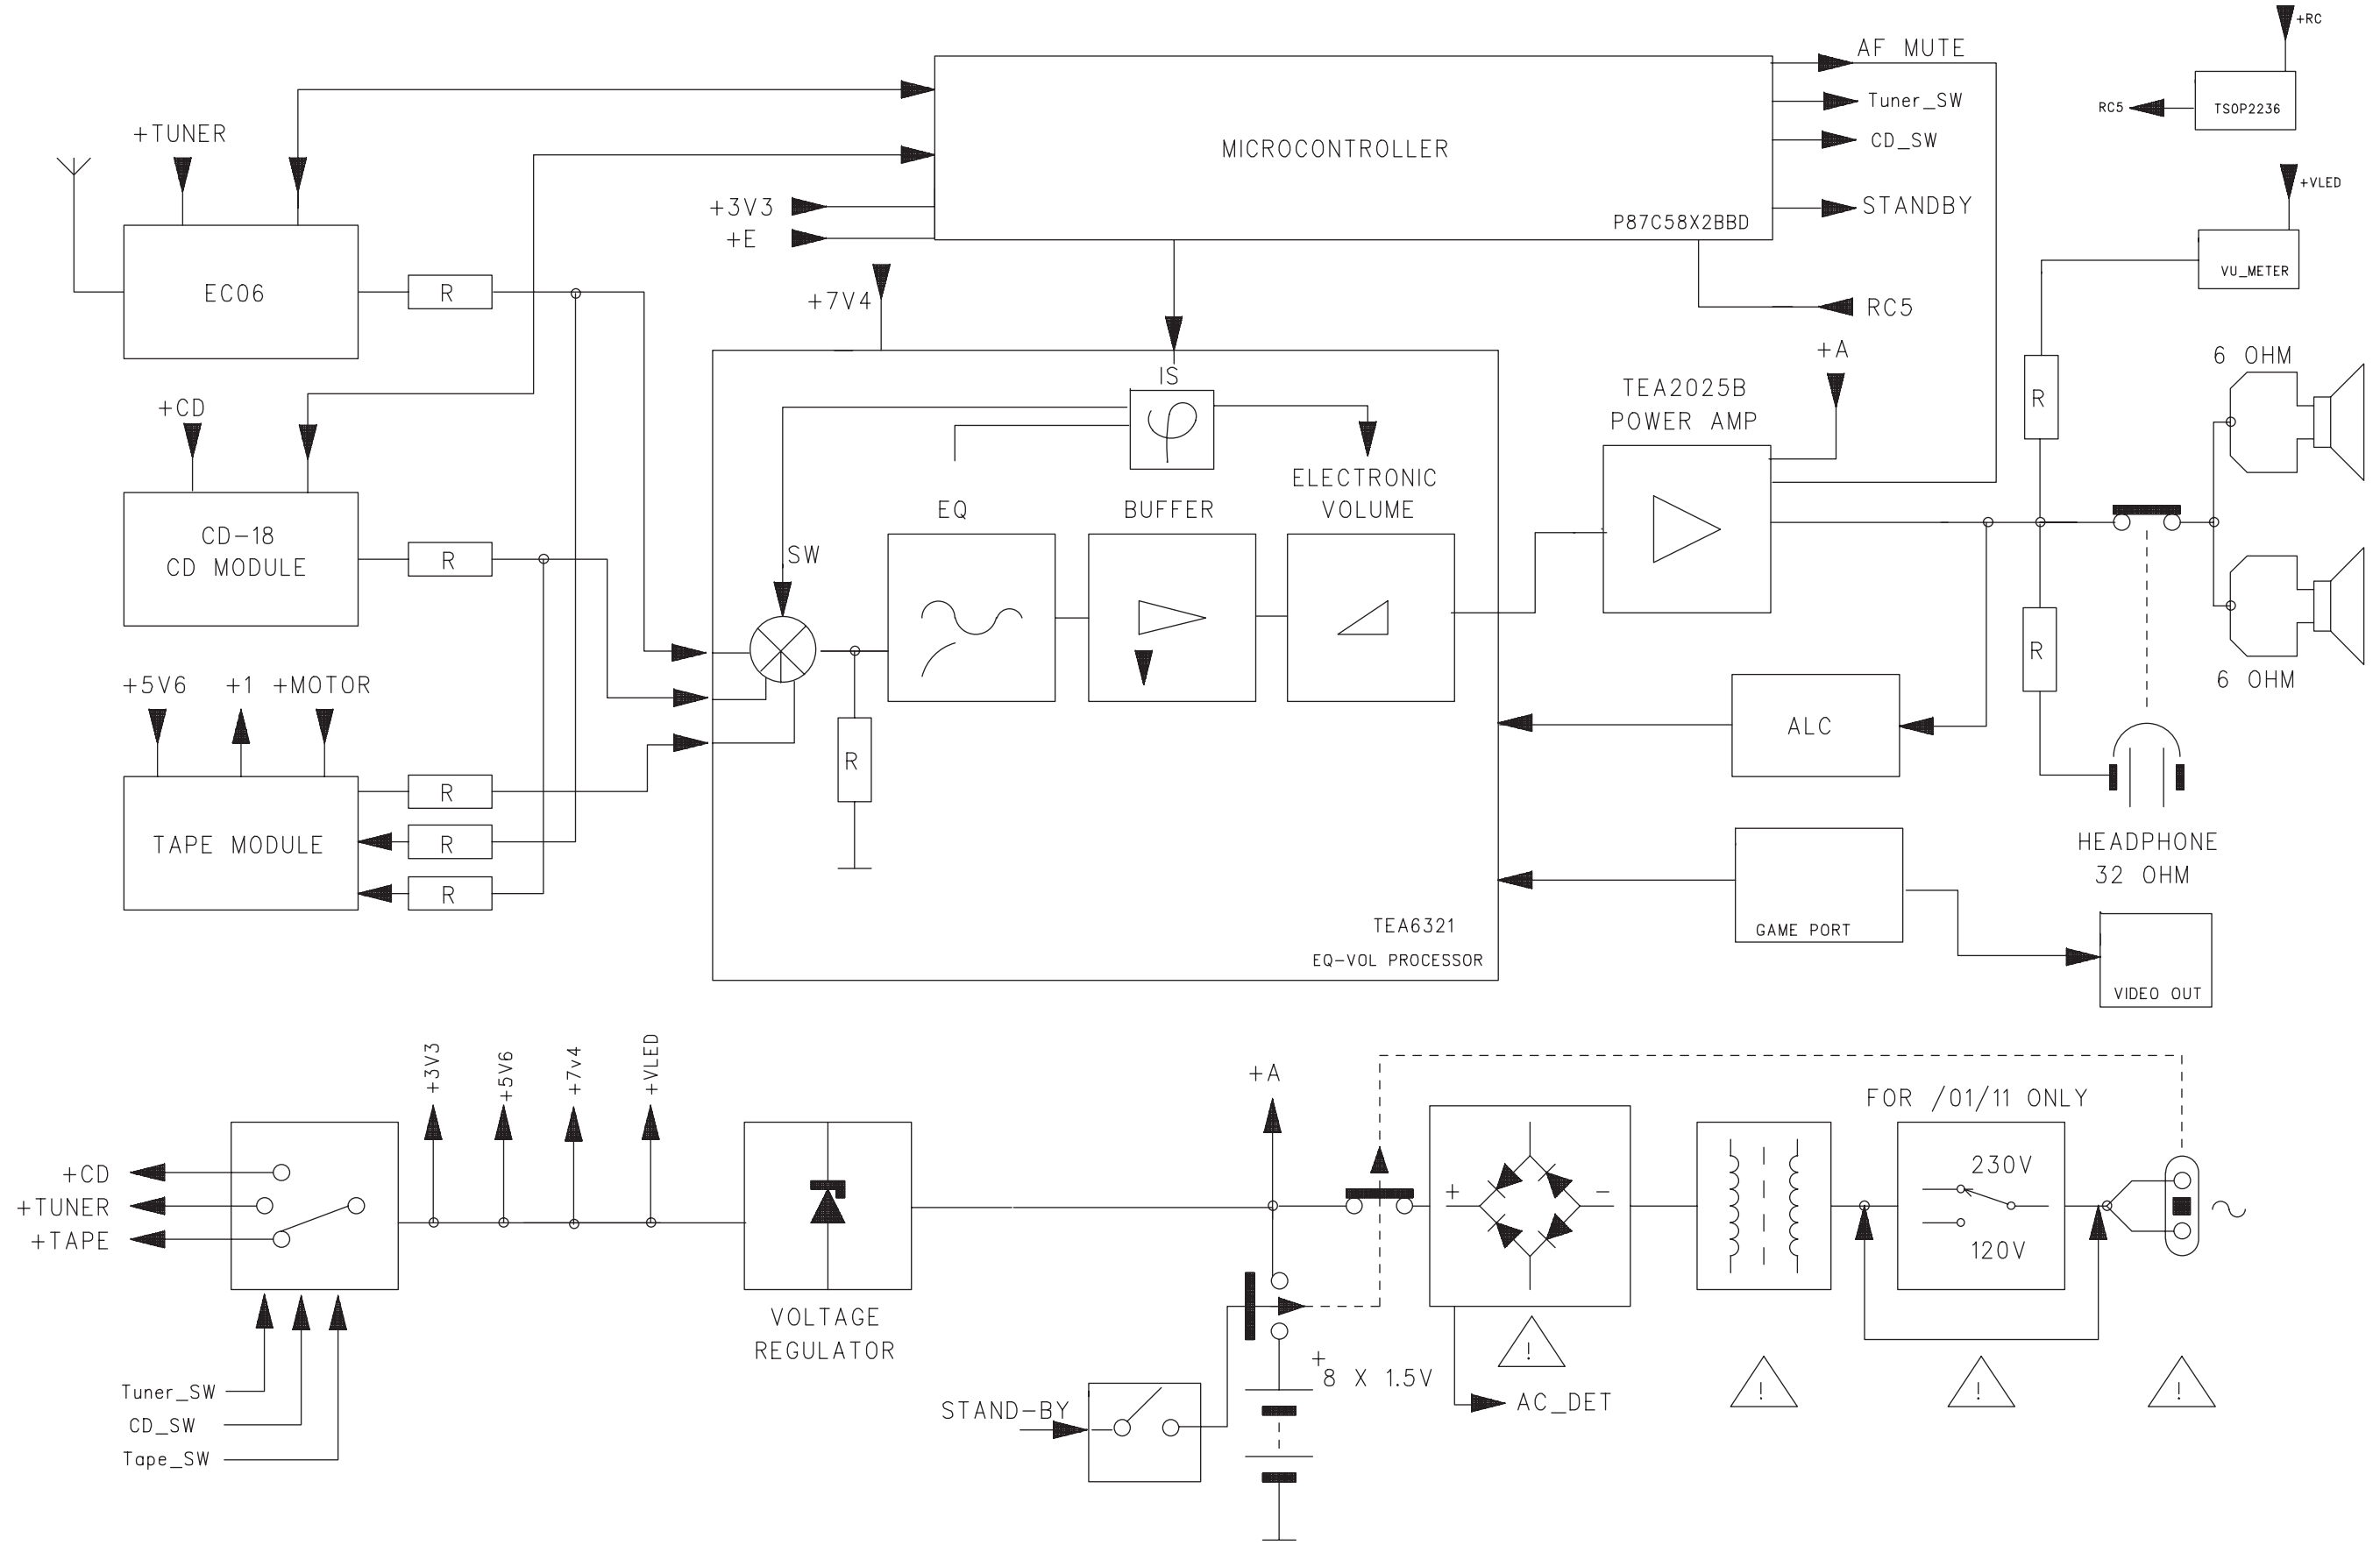 AF MUTE
+RC
Tuner_SW
RC5
TSOP2236
+TUNER
CD_SW
MICROCONTROLLER
+VLED
+3V3
STANDBY
P87C58X2BBD
+E
VU_METER
EC06
R
+7V4
RC5
+A
6 OHM
IS
TEA2025B
POWER AMP
R
+CD
ELECTRONIC
VOLUME
EQ
BUFFER
CD-18
CD MODULE
R
SW
R
6 OHM
+5V6
+1
+MOTOR
ALC
R
R
TAPE MODULE
R
HEADPHONE
32 OHM
R
TEA6321
EQ-VOL PROCESSOR
GAME PORT
VIDEO OUT
+3V3
+5V6
+7v4
+VLED
+A
FOR /01/11 ONLY
+CD
+TUNER
+TAPE
+
−
230V
120V
VOLTAGE
REGULATOR
!
+
8 X 1.5V
!
!
!
Tuner_SW
CD_SW
Tape_SW
STAND-BY
AC_DET